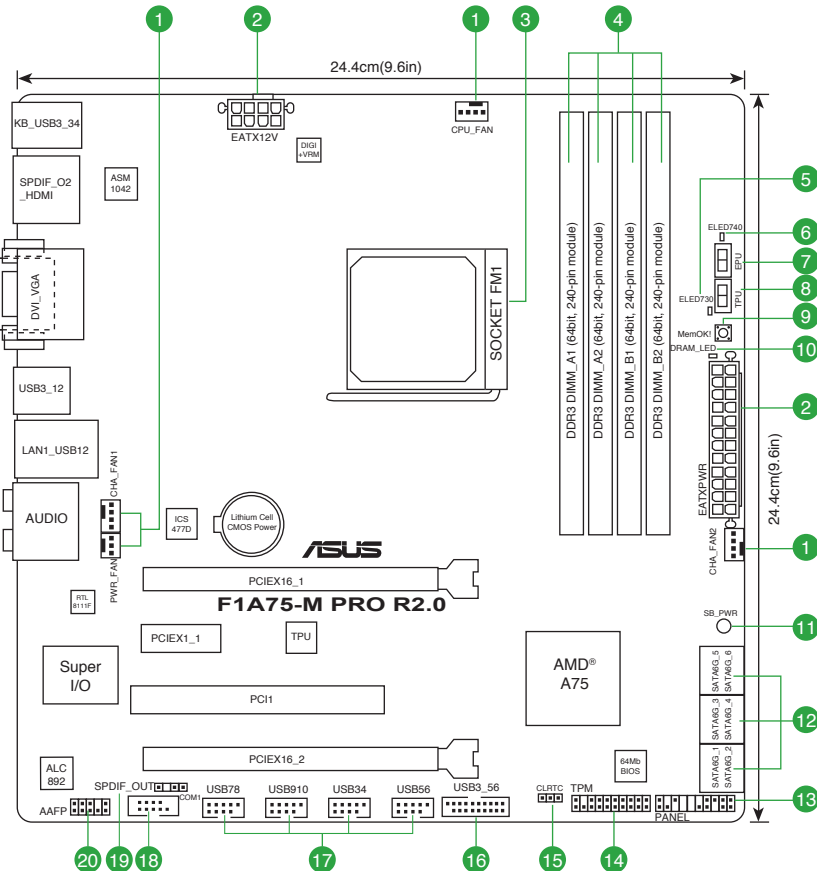 1
2
1
3
4
24.4cm(9.6in)
KB_USB3_34
EATX12V
DIGI
+VRM
CPU_FAN
SPDIF_O2
_HDMI
ASM
1042
DVI_VGA
SOCKET FM1
DDR3 DIMM_A1 (64bit, 240-pin module)
DDR3 DIMM_A2 (64bit, 240-pin module)
DDR3 DIMM_B1 (64bit, 240-pin module)
DDR3 DIMM_B2 (64bit, 240-pin module)
5
ELED740
6
EPU
7
ELED730
TPU
8
MemOK!
9
DRAM_LED
10
USB3_12
2
EATXPWR
24.4cm(9.6in)
LAN1_USB12
CHA_FAN1
AUDIO
PWR_FAN
ICS
477D
Lithium Cell
CMOS Power
ASUS
CHA_FAN2
1
PCIEX16_1
F1A75-M PRO R2.0
RTL
8111F
PCIEX1_1
TPU
SB_PWR
11
Super
I/O
AMD®
A75
SATA6G_5
SATA6G_6
PCI1
SATA6G_3
SATA6G_4
12
PCIEX16_2
SATA6G_1
SATA6G_2
ALC
892
64Mb
BIOS
SPDIF_OUT
COM1
USB78
USB910
USB34
USB56
USB3_56
CLRTC
TPM
AAFP
PANEL
13
20
19
18
17
16
15
14